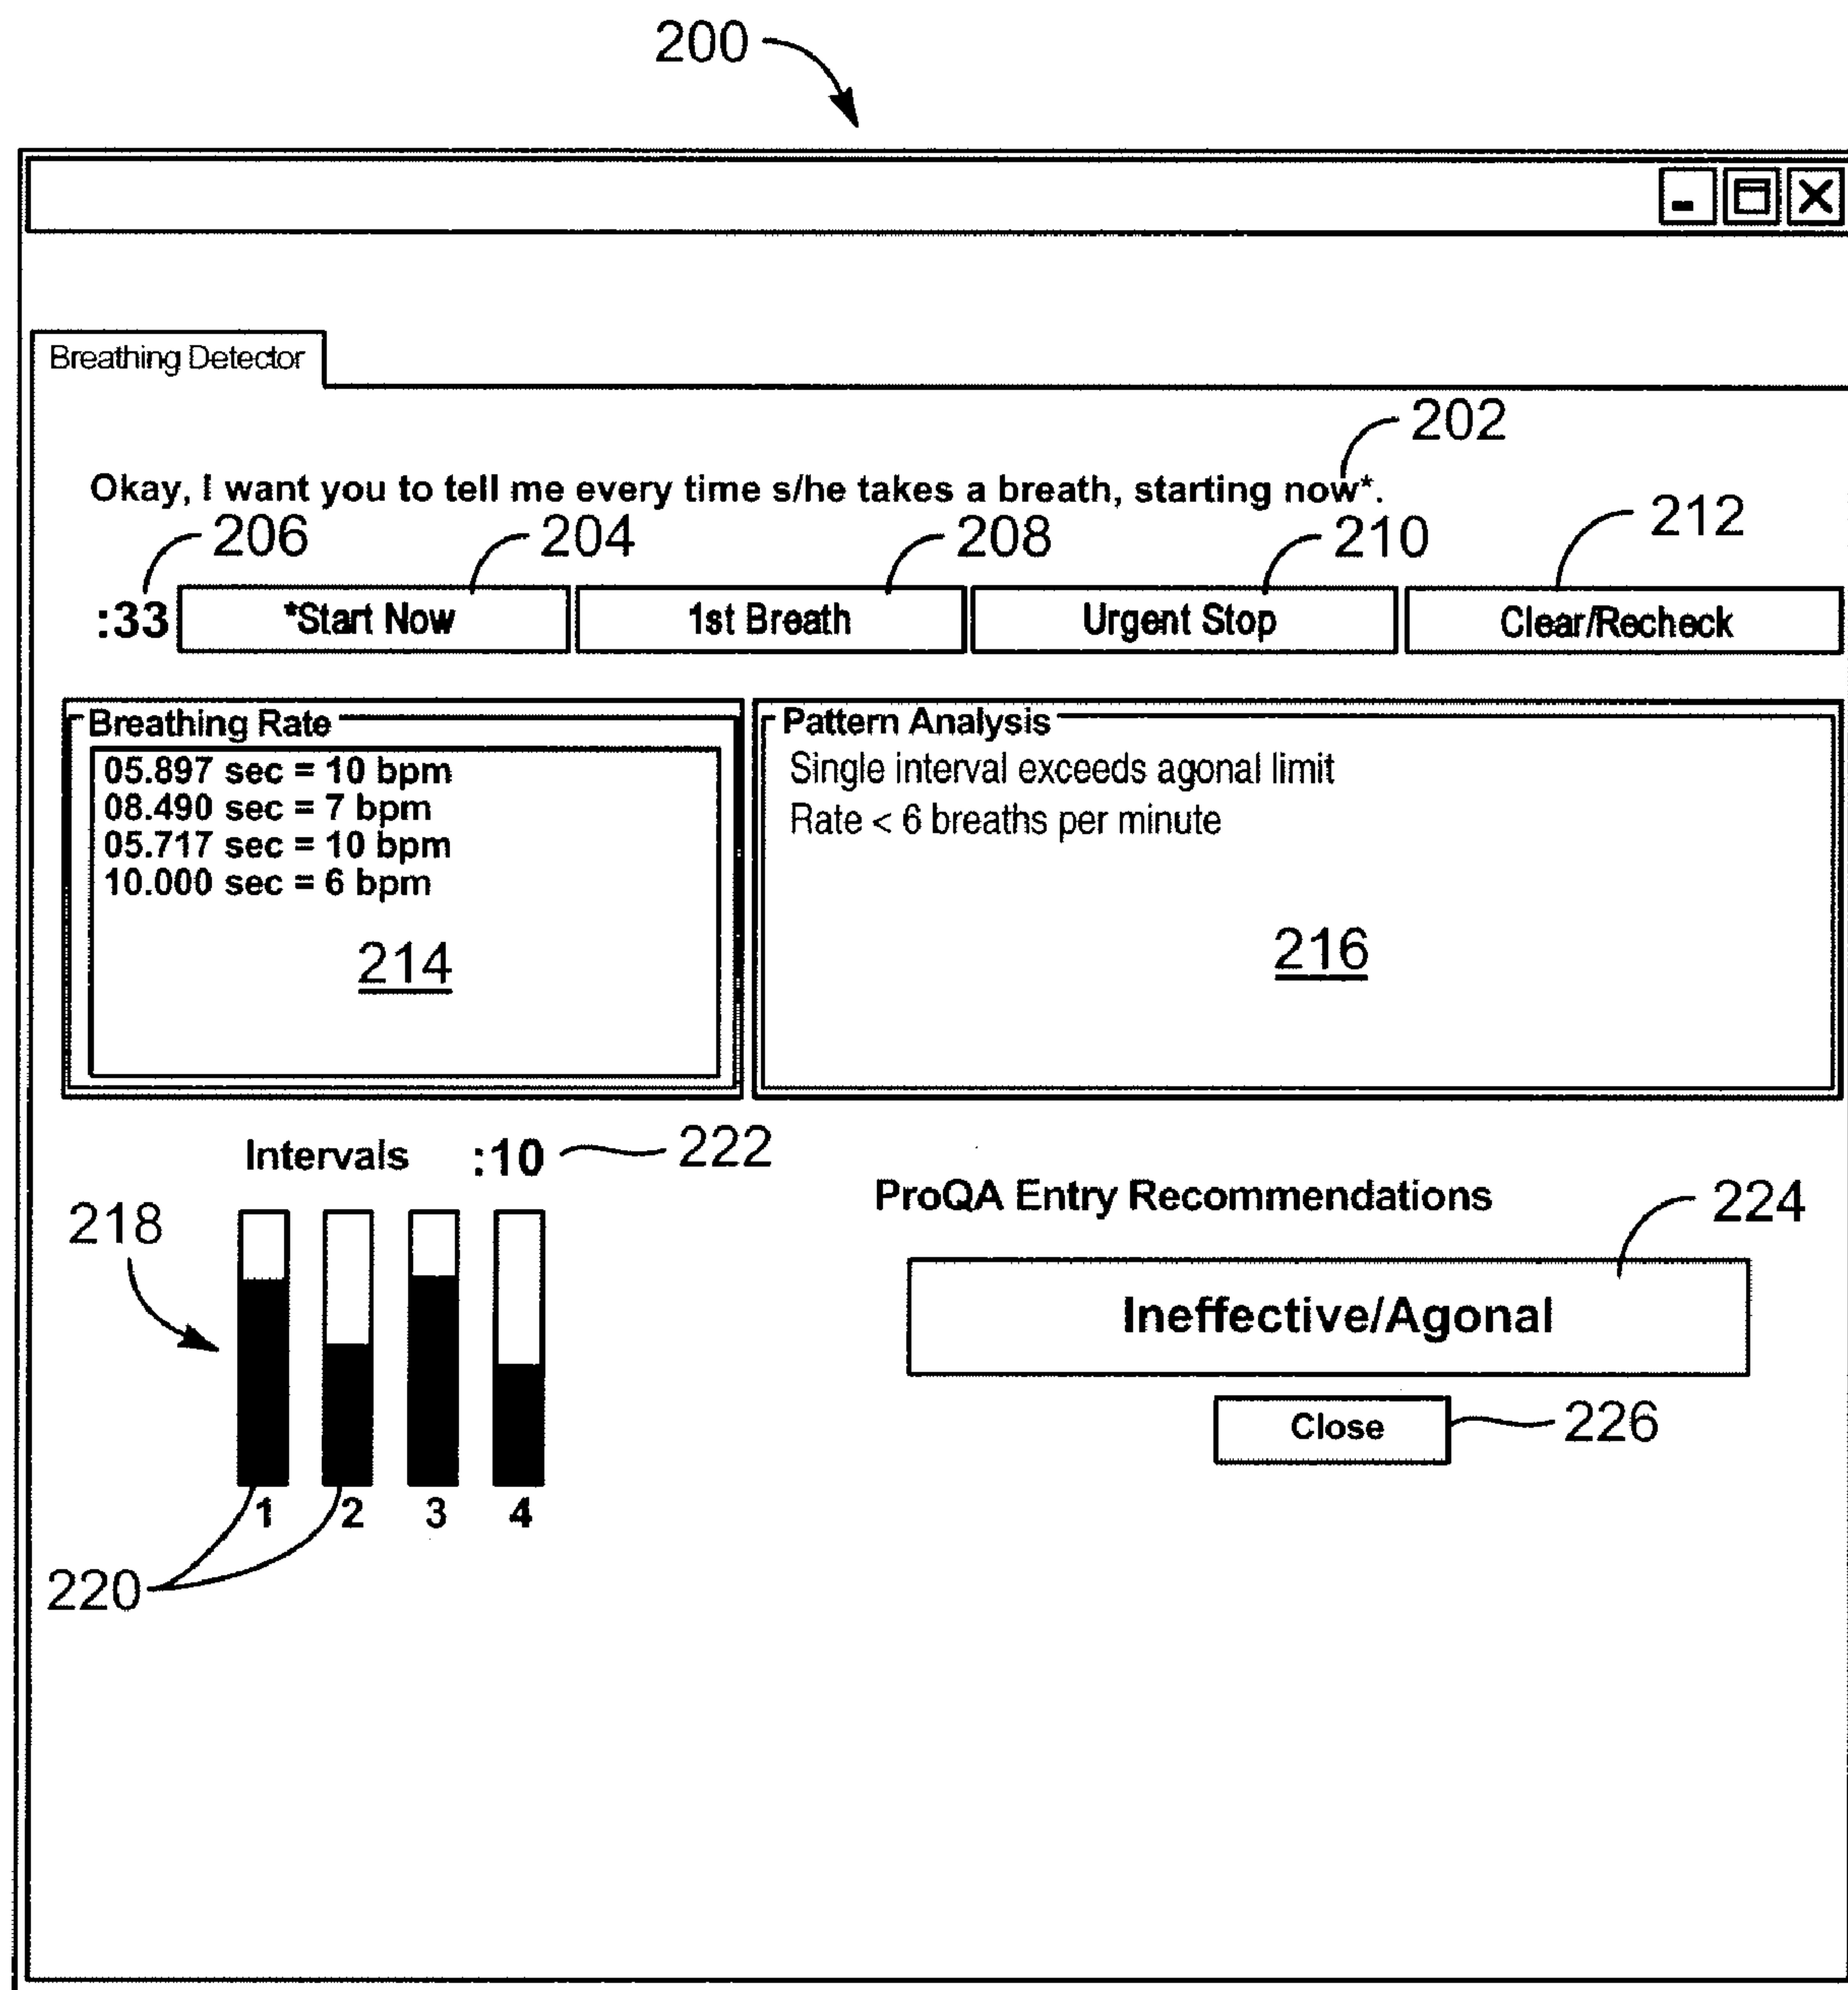 200
Breathing Detector
202
Okay, I want you to tell me every time s/he takes a breath, starting now*.
206 204 208 210 212
:33 *Start Now 1st Breath Urgent Stop Clear/Recheck
Breathing Rate
05.897 sec = 10 bpm
08.490 sec = 7 bpm
05.717 sec = 10 bpm
10.000 sec = 6 bpm
214
Pattern Analysis
Single interval exceeds agonal limit
Rate < 6 breaths per minute
216
Intervals :10 222
218
1 2 3 4
220
ProQA Entry Recommendations
224
Ineffective/Agonal
Close 226